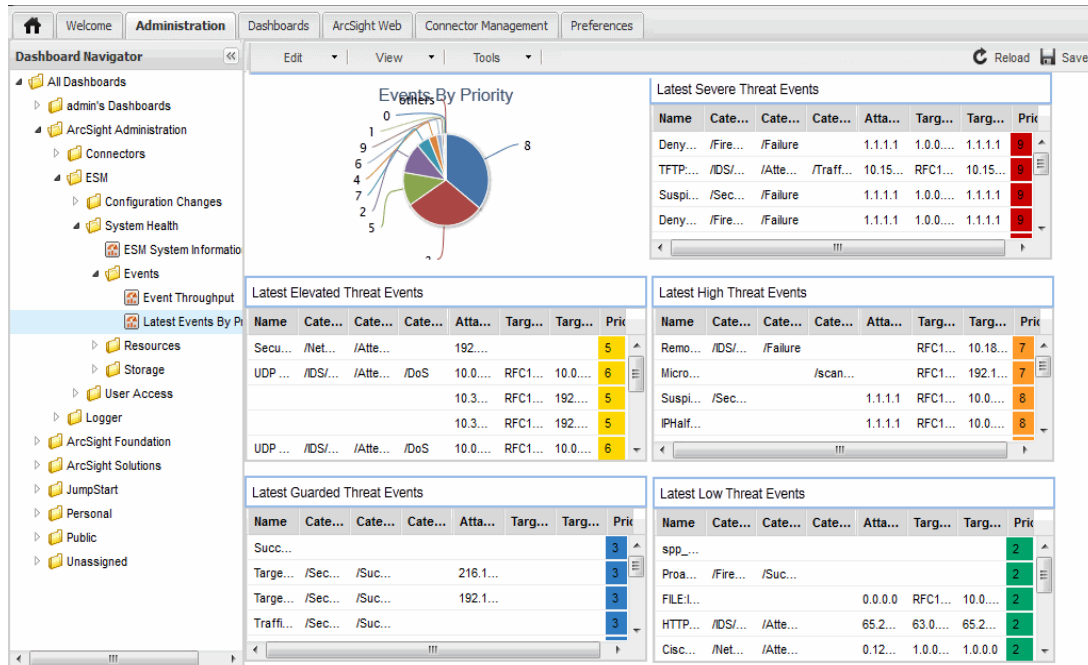 Welcome
Administration
Dashboards
ArcSight Web
Connector Management
Preferences
Dashboard Navigator
Edit
View
Tools
Reload
Save
All Dashboards
admin's Dashboards
ArcSight Administration
Connectors
ESM
Configuration Changes
System Health
ESM System Informatio
Events
Event Throughput
Latest Events By Pr
Resources
Storage
User Access
Logger
ArcSight Foundation
ArcSight Solutions
JumpStart
Personal
Public
Unassigned
Events By Priority
others
0
1
9
6
4
7
2
5
8
Latest Severe Threat Events
Name Cate... Cate... Cate... Atta... Targ... Targ... Pric
Deny... /Fire... /Failure 1.1.1.1 1.0.0... 1.1.1.1 9
TFTP:... /IDS/... /Atte... /Traff... 10.15... RFC1... 10.15... 9
Suspi... /Sec... /Failure 1.1.1.1 1.0.0... 1.1.1.1 9
Deny... /Fire... /Failure 1.1.1.1 1.0.0... 1.1.1.1 9
Latest Elevated Threat Events
Name Cate... Cate... Cate... Atta... Targ... Targ... Pric
Secu... /Net... /Atte... 192.... 5
UDP ... /IDS/... /Atte... /DoS 10.0.... RFC1... 10.0.... 6
10.3... RFC1... 192.... 5
10.3... RFC1... 192.... 5
UDP ... /IDS/... /Atte... /DoS 10.0.... RFC1... 10.0.... 6
Latest High Threat Events
Name Cate... Cate... Cate... Atta... Targ... Targ... Pric
Remo... /IDS/... /Failure RFC1... 10.18... 7
Micro... /scan... RFC1... 192.1... 7
Suspi... /Sec... 1.1.1.1 RFC1... 10.0.... 8
IPHalf... 1.1.1.1 RFC1... 10.0.... 8
Latest Guarded Threat Events
Name Cate... Cate... Cate... Atta... Targ... Targ... Pric
Succ... 3
Targe... /Sec... /Suc... 216.1... 3
Targe... /Sec... /Suc... 192.1... 3
Traffi... /Sec... /Suc... 3
Latest Low Threat Events
Name Cate... Cate... Cate... Atta... Targ... Targ... Pric
spp_... 2
Proa... /Fire... /Suc... 2
FILE:I... 0.0.0.0 RFC1... 10.0.... 2
HTTP... /IDS/... /Atte... 65.2... 63.0.... 65.2... 2
Cisc... /Net... /Atte... 0.12... 1.0.0... 1.0.0.0 2